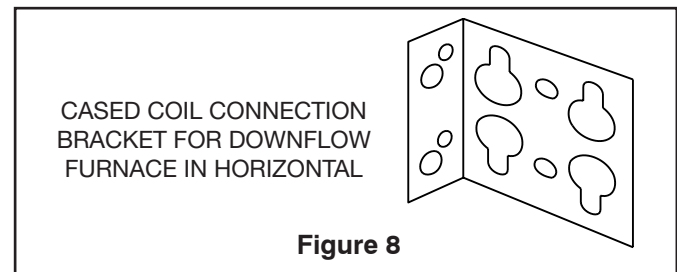 CASED COIL CONNECTION
BRACKET FOR DOWNFLOW
FURNACE IN HORIZONTAL
Figure 8